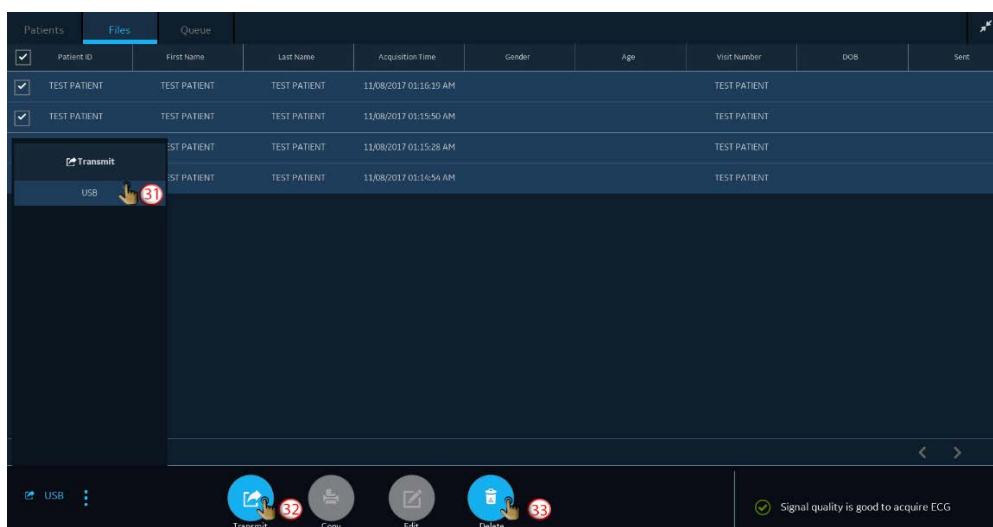 Patients Files Queue
Patient ID First Name Last Name Acquisition Time Gender Age Visit Number DOB Sent
TEST PATIENT TEST PATIENT TEST PATIENT 11/08/2017 01:16:19 AM TEST PATIENT
TEST PATIENT TEST PATIENT TEST PATIENT 11/08/2017 01:15:50 AM TEST PATIENT
EST PATIENT TEST PATIENT 11/08/2017 01:15:28 AM TEST PATIENT
Transmit
EST PATIENT TEST PATIENT 11/08/2017 01:14:54 AM TEST PATIENT
USB 31
USB 32 33
Signal quality is good to acquire ECG
Transmit Copy Edit Delete